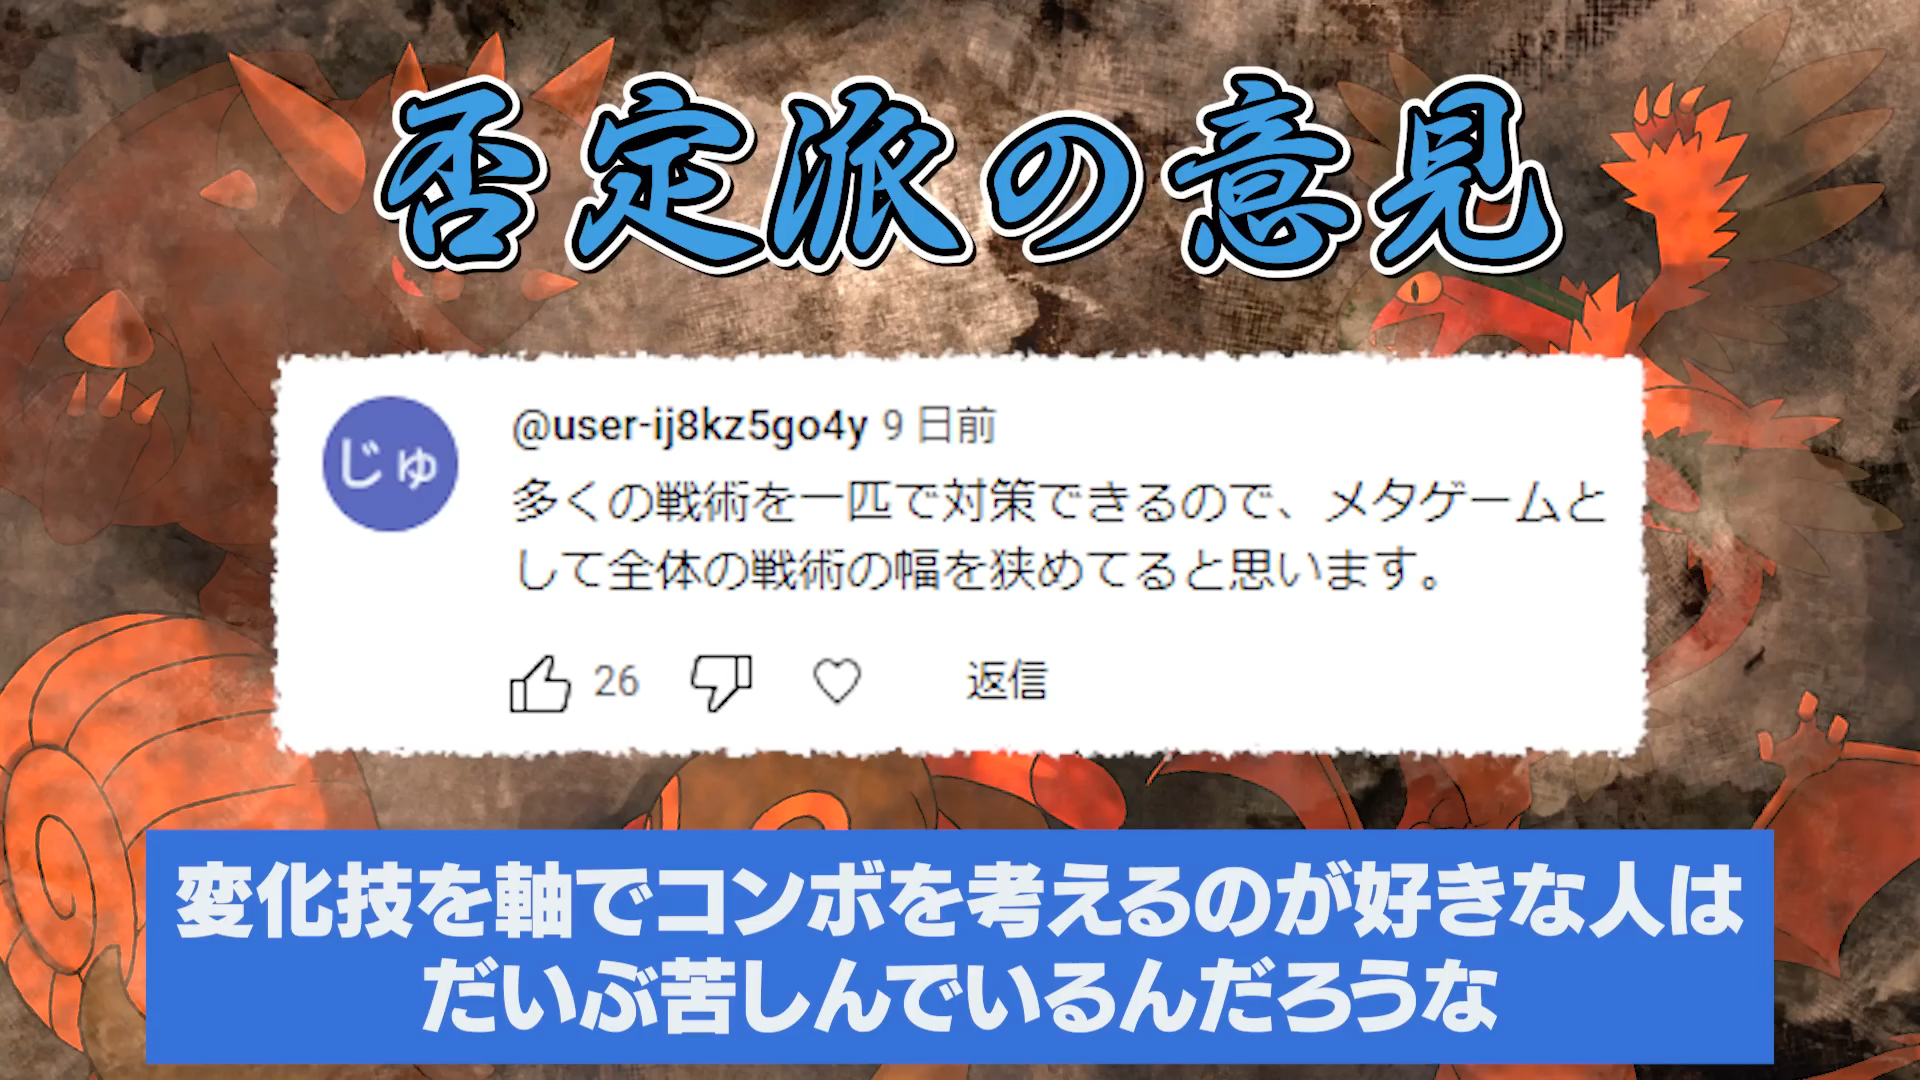 否定派の意見
じゅ
@user-ij8kz5go4y 9 日前
多くの戦術を一匹で対策できるので、メタゲームと
して全体の戦術の幅を狭めてると思います。
26
返信
変化技を軸でコンボを考えるのが好きな人は
だいぶ苦しんでいるんだろうな